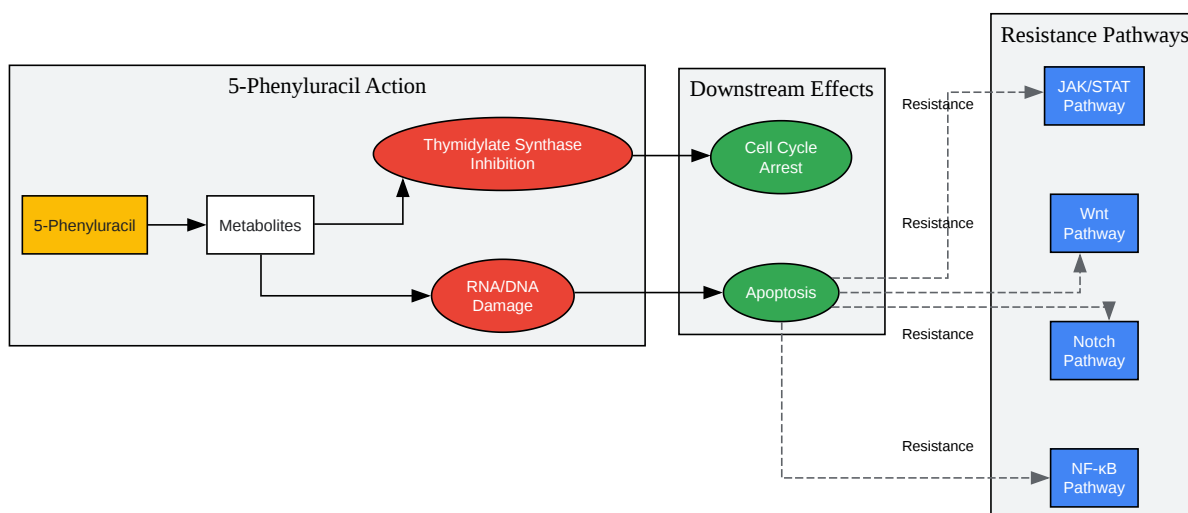 5-Phenyluracil Action
5-Phenyluracil
Metabolites
Thymidylate Synthase
Inhibition
RNA/DNA
Damage
Downstream Effects
Cell Cycle
Arrest
Apoptosis
Resistance
Resistance
Resistance
Resistance
Resistance Pathways
JAK/STAT
Pathway
Wnt
Pathway
Notch
Pathway
NF-κB
Pathway